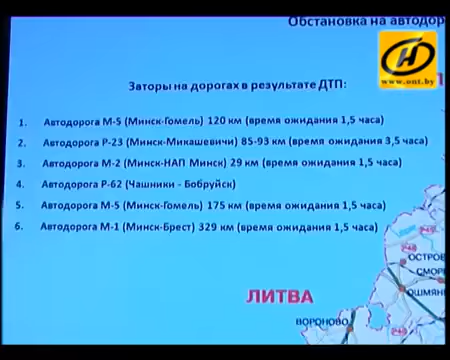 Обстановка на автодор
www.ont.by
Заторы на дорогах в результате ДТП:
1. Автодорога М-5 (Минск-Гомель) 120 км (время ожидания 1,5 часа)
2. Автодорога Р-23 (Минск-Микашевичи) 85-93 км (время ожидания 3,5 часа)
3. Автодорога М-2 (Минск-НАП Минск) 29 км (время ожидания 1,5 часа)
4. Автодорога Р-62 (Чашники - Бобруйск)
5. Автодорога М-5 (Минск-Гомель) 175 км (время ожидания 1,5 часа)
6. Автодорога М-1 (Минск-Брест) 329 км (время ожидания 1,5 часа)
ОСТРОВ
СМОР
ОШМЯН
ЛИТВА
ВОРОНОВО